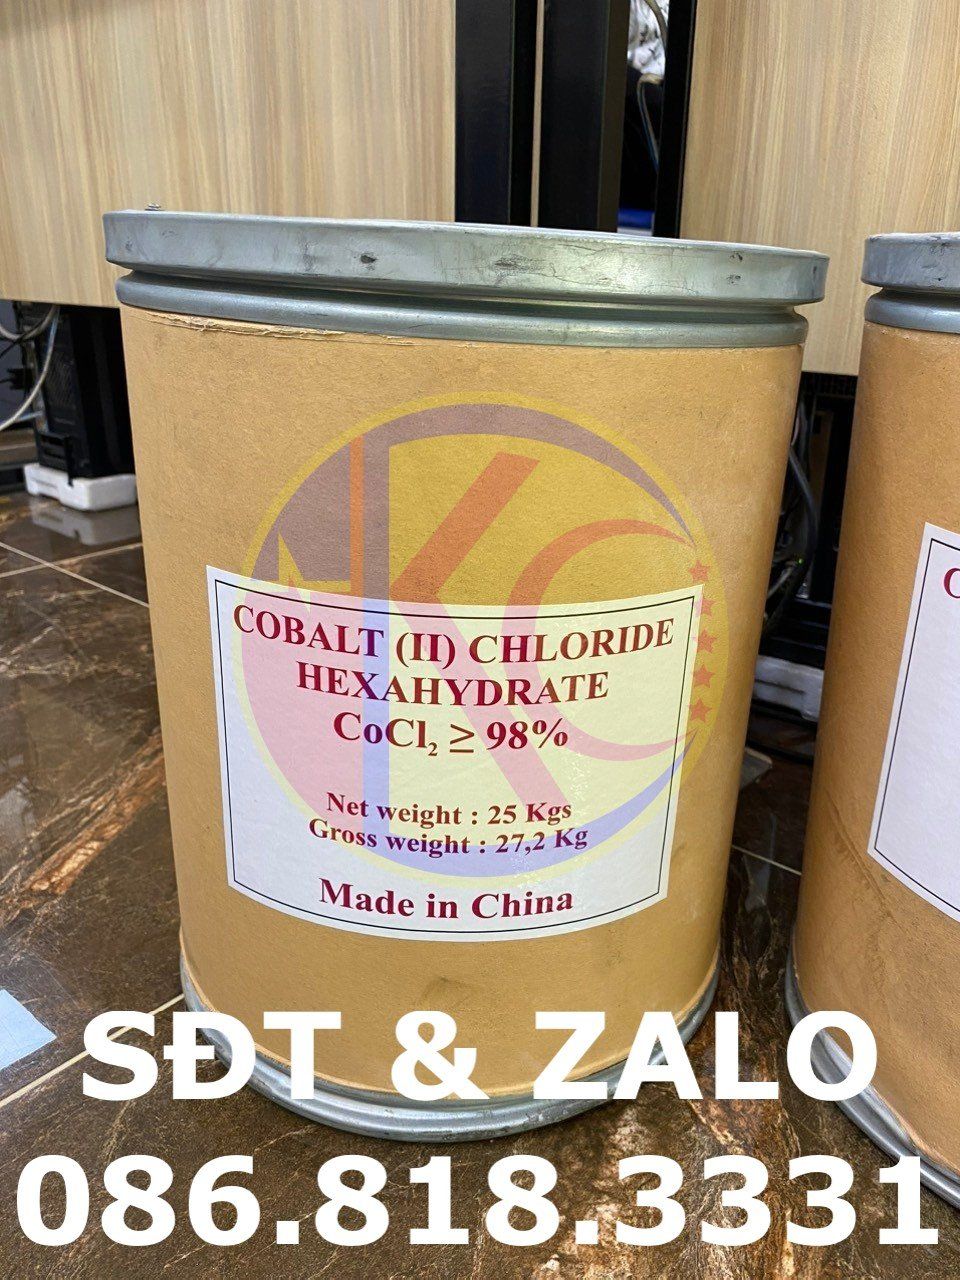 COBALT (II) CHLORIDE
HEXAHYDRATE
CoCl₂ ≥ 98%
Net weight : 25 Kgs
Gross weight : 27,2 Kg
Made in China
C
KC
SĐT & ZALO
086.818.3331